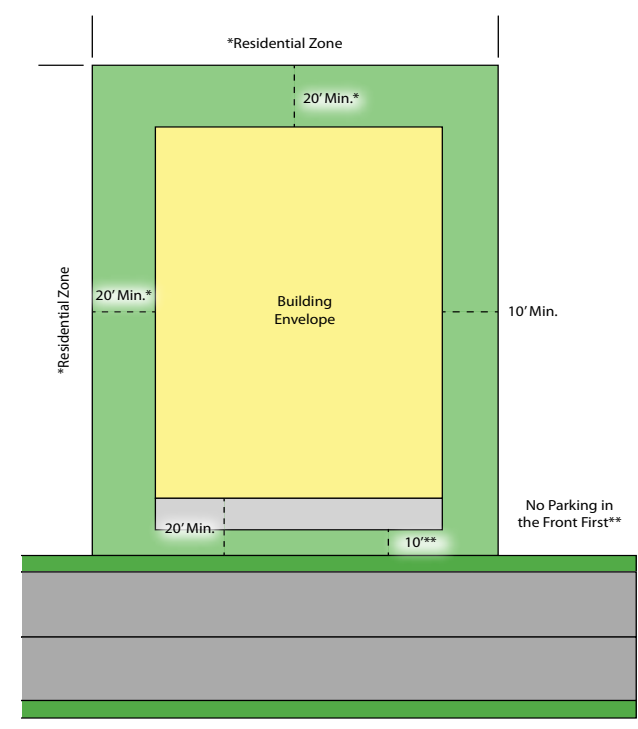 *Residential Zone
20’ Min.*
*Residential Zone
20’ Min.*
Building
Envelope
10’ Min.
No Parking in
the Front First**
20’ Min.
10’**